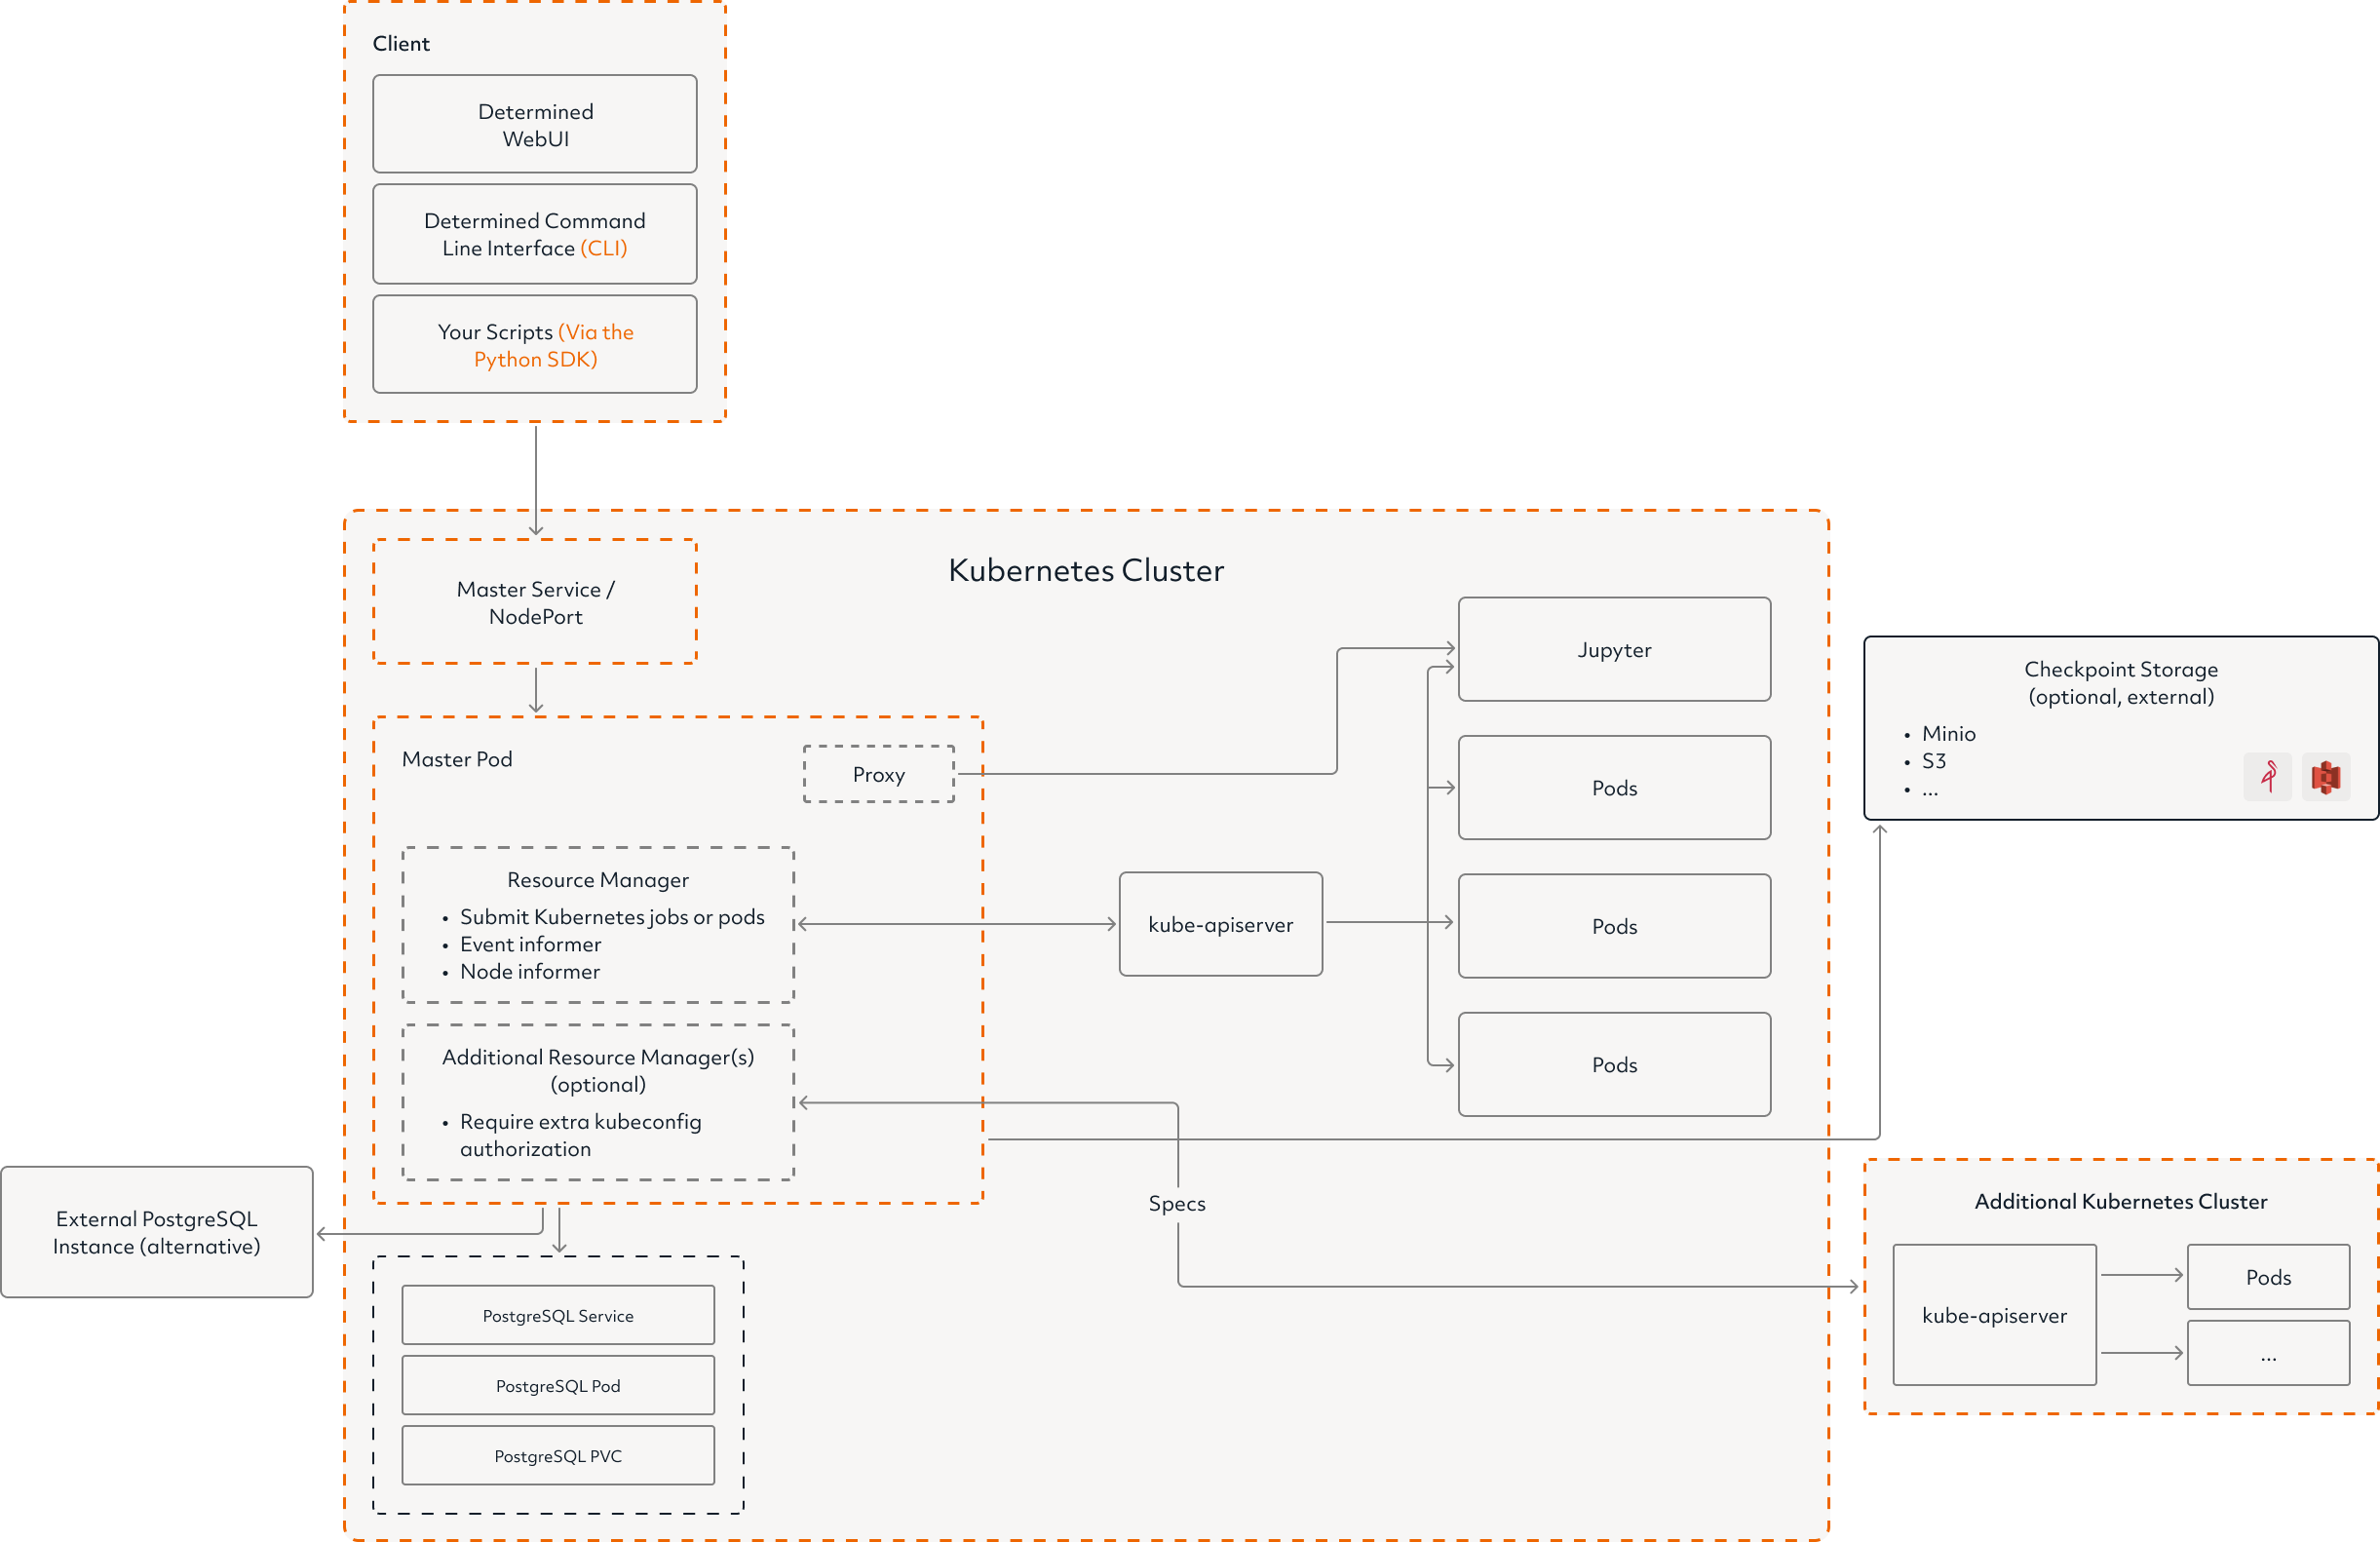 Client
Determined
WebUI
Determined Command
Line Interface (CLI)
Your Scripts (Via the
Python SDK)
Kubernetes Cluster
Master Service /
NodePort
Master Pod
Proxy
Resource Manager
• Submit Kubernetes jobs or pods
• Event informer
• Node informer
Additional Resource Manager(s)
(optional)
• Require extra kubeconfig
authorization
kube-apiserver
Jupyter
Pods
Pods
Pods
Checkpoint Storage
(optional, external)
• Minio
• S3
• ...
Specs
External PostgreSQL
Instance (alternative)
PostgreSQL Service
PostgreSQL Pod
PostgreSQL PVC
Additional Kubernetes Cluster
kube-apiserver
Pods
...